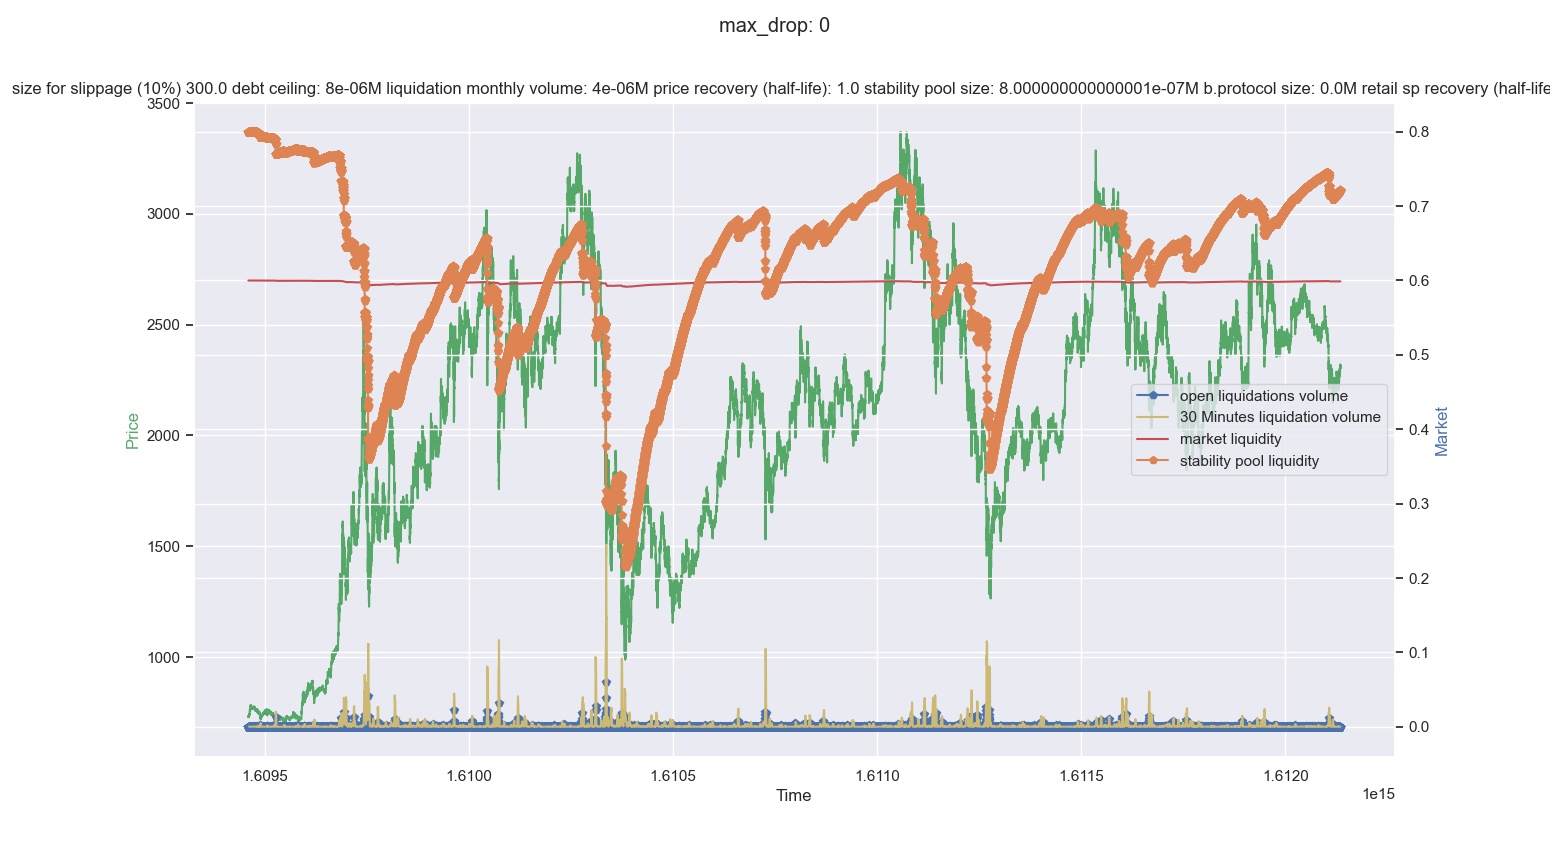 max_drop: 0
size for slippage (10%) 300.0 debt ceiling: 8e-06M liquidation monthly volume: 4e-06M price recovery (half-life): 1.0 stability pool size: 8.000000000000001e-07M b.protocol size: 0.0M retail sp recovery (half-life
3500
3000
2500
2000
1500
1000
Price
0.8
0.7
0.6
0.5
0.4
0.3
0.2
0.1
0.0
Market
open liquidations volume
30 Minutes liquidation volume
market liquidity
stability pool liquidity
1.6095 1.6100 1.6105 1.6110 1.6115 1.6120
Time
1e15